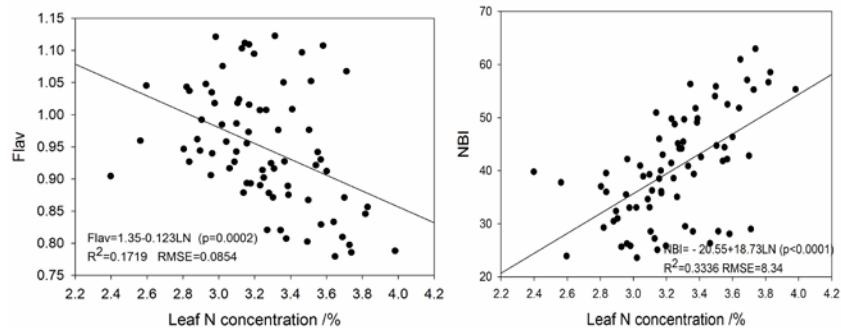 1.15
1.10
1.05
1.00
0.95
0.90
0.85
0.80
0.75
Flav
Flav=1.35-0.123LN (p=0.0002)
R²=0.1719 RMSE=0.0854
2.2 2.4 2.6 2.8 3.0 3.2 3.4 3.6 3.8 4.0 4.2
Leaf N concentration /%
70
60
50
40
30
20
NBI
NBI= - 20.55+18.73LN (p<0.0001)
R²=0.3336 RMSE=8.34
2.2 2.4 2.6 2.8 3.0 3.2 3.4 3.6 3.8 4.0 4.2
Leaf N concentration /%